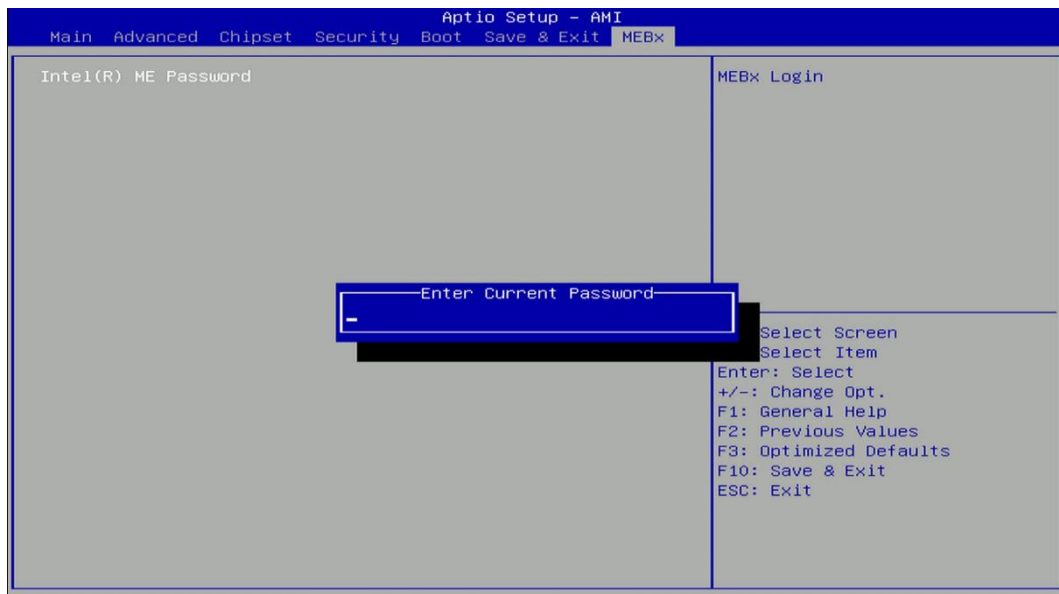 Aptio Setup – AMI
Main Advanced Chipset Security Boot Save & Exit MEBx
Intel(R) ME Password
MEBx Login
Enter Current Password
Select Screen
Select Item
Enter: Select
+/-: Change Opt.
F1: General Help
F2: Previous Values
F3: Optimized Defaults
F10: Save & Exit
ESC: Exit